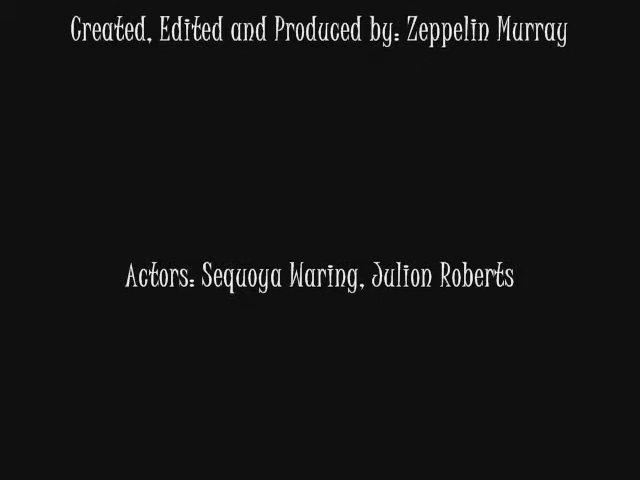 Created, Edited and Produced by: Zeppelin Murray
Actors: Sequoya Waring, Julion Roberts